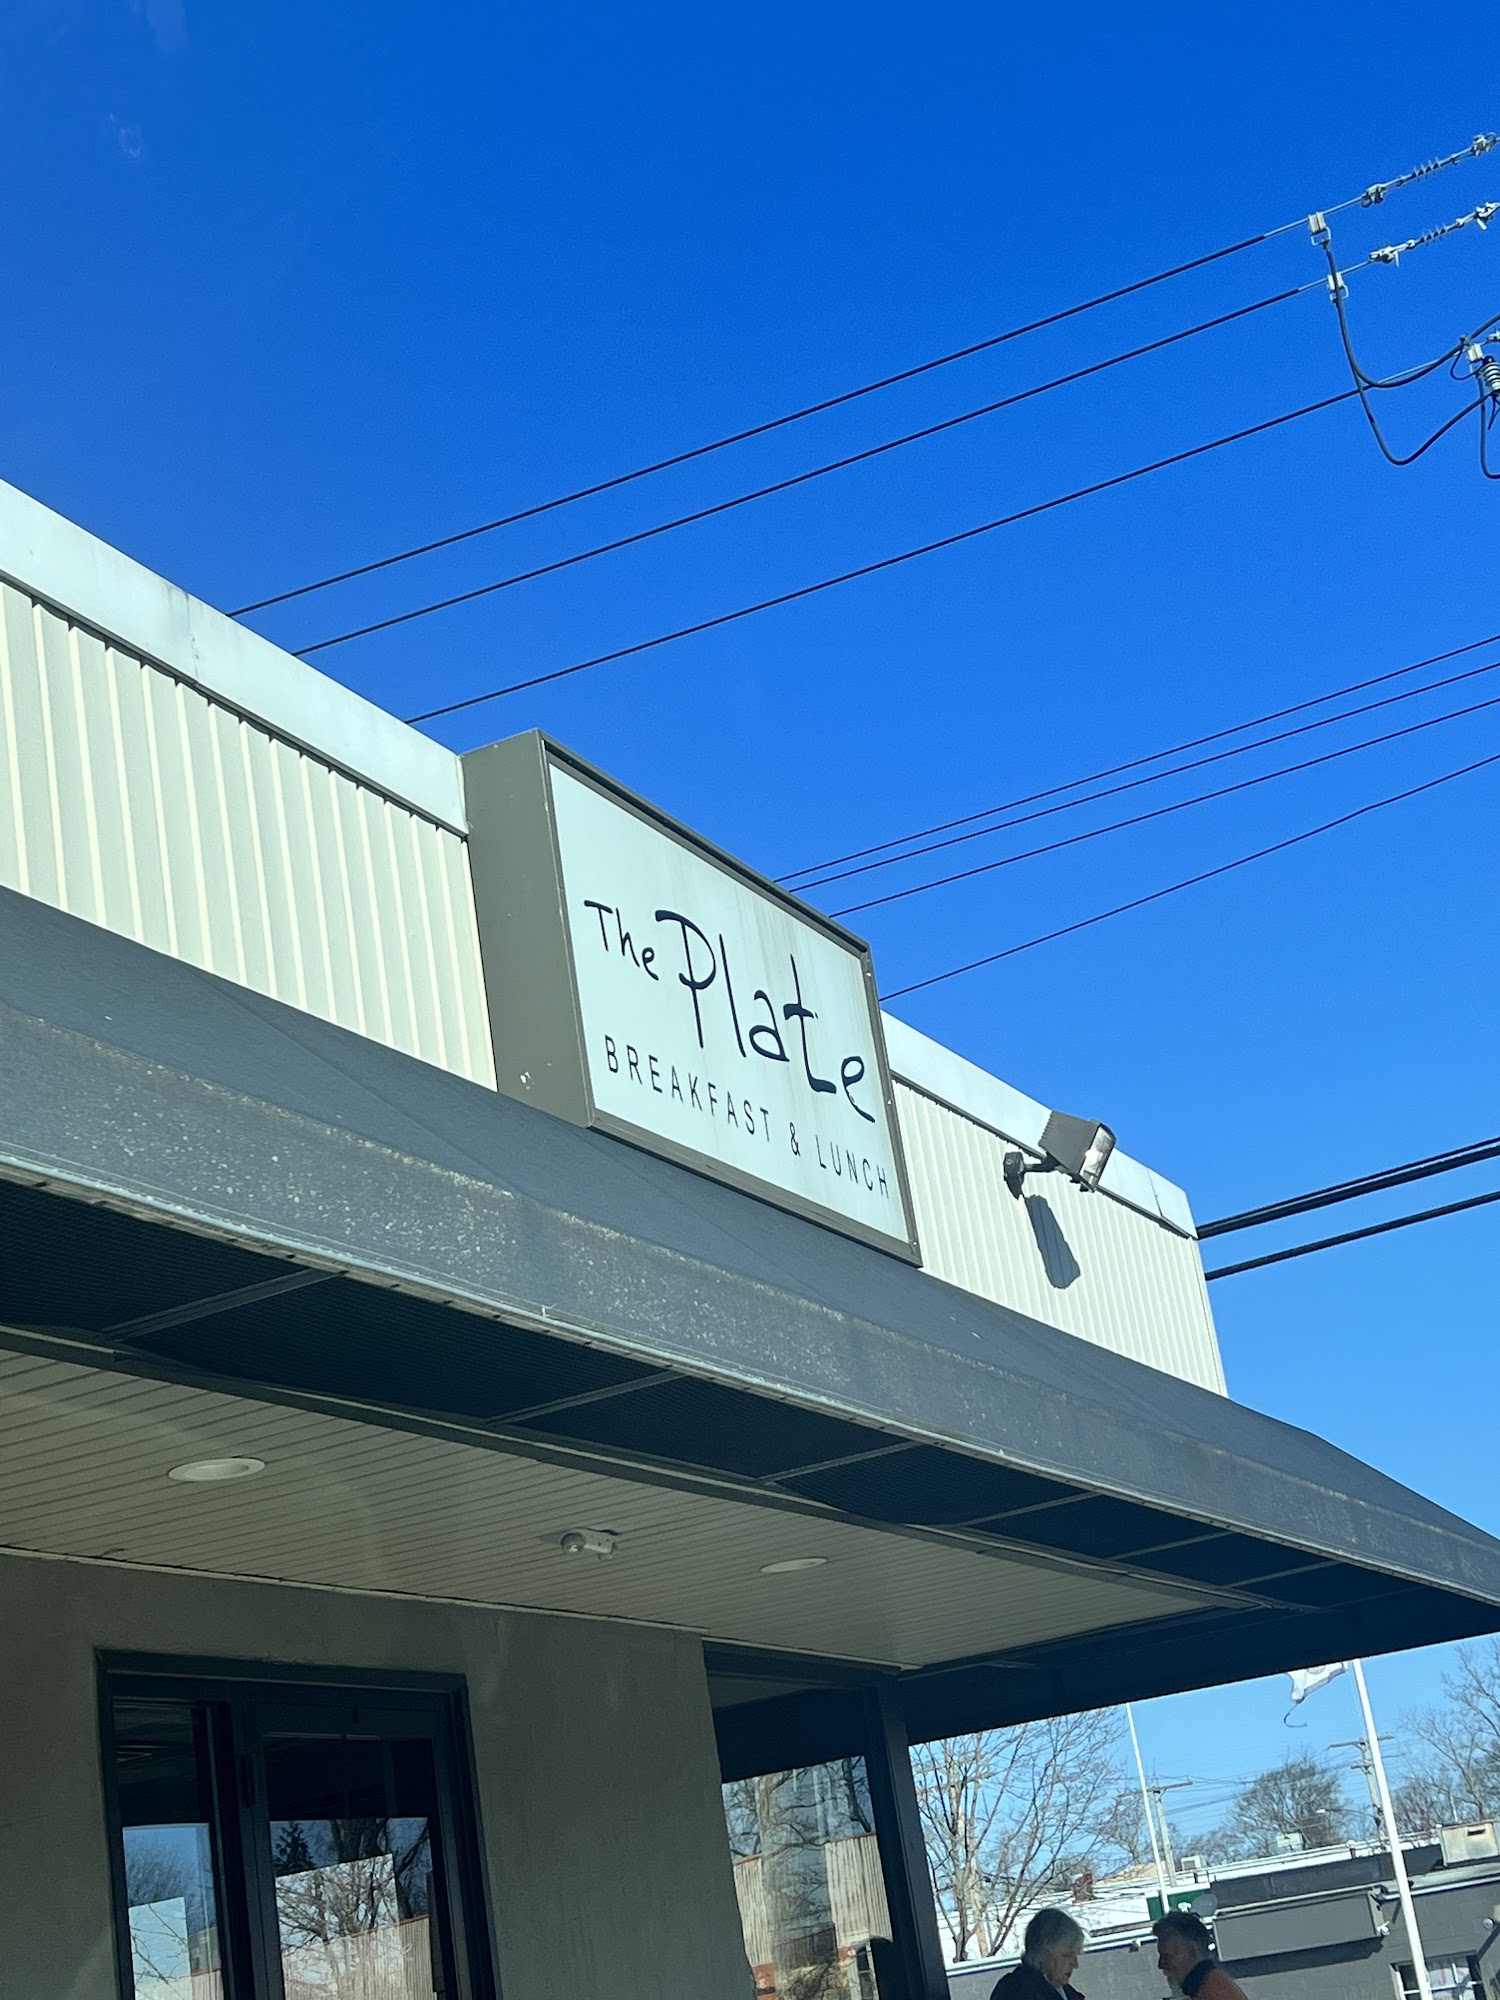 The Plate
BREAKFAST & LUNCH